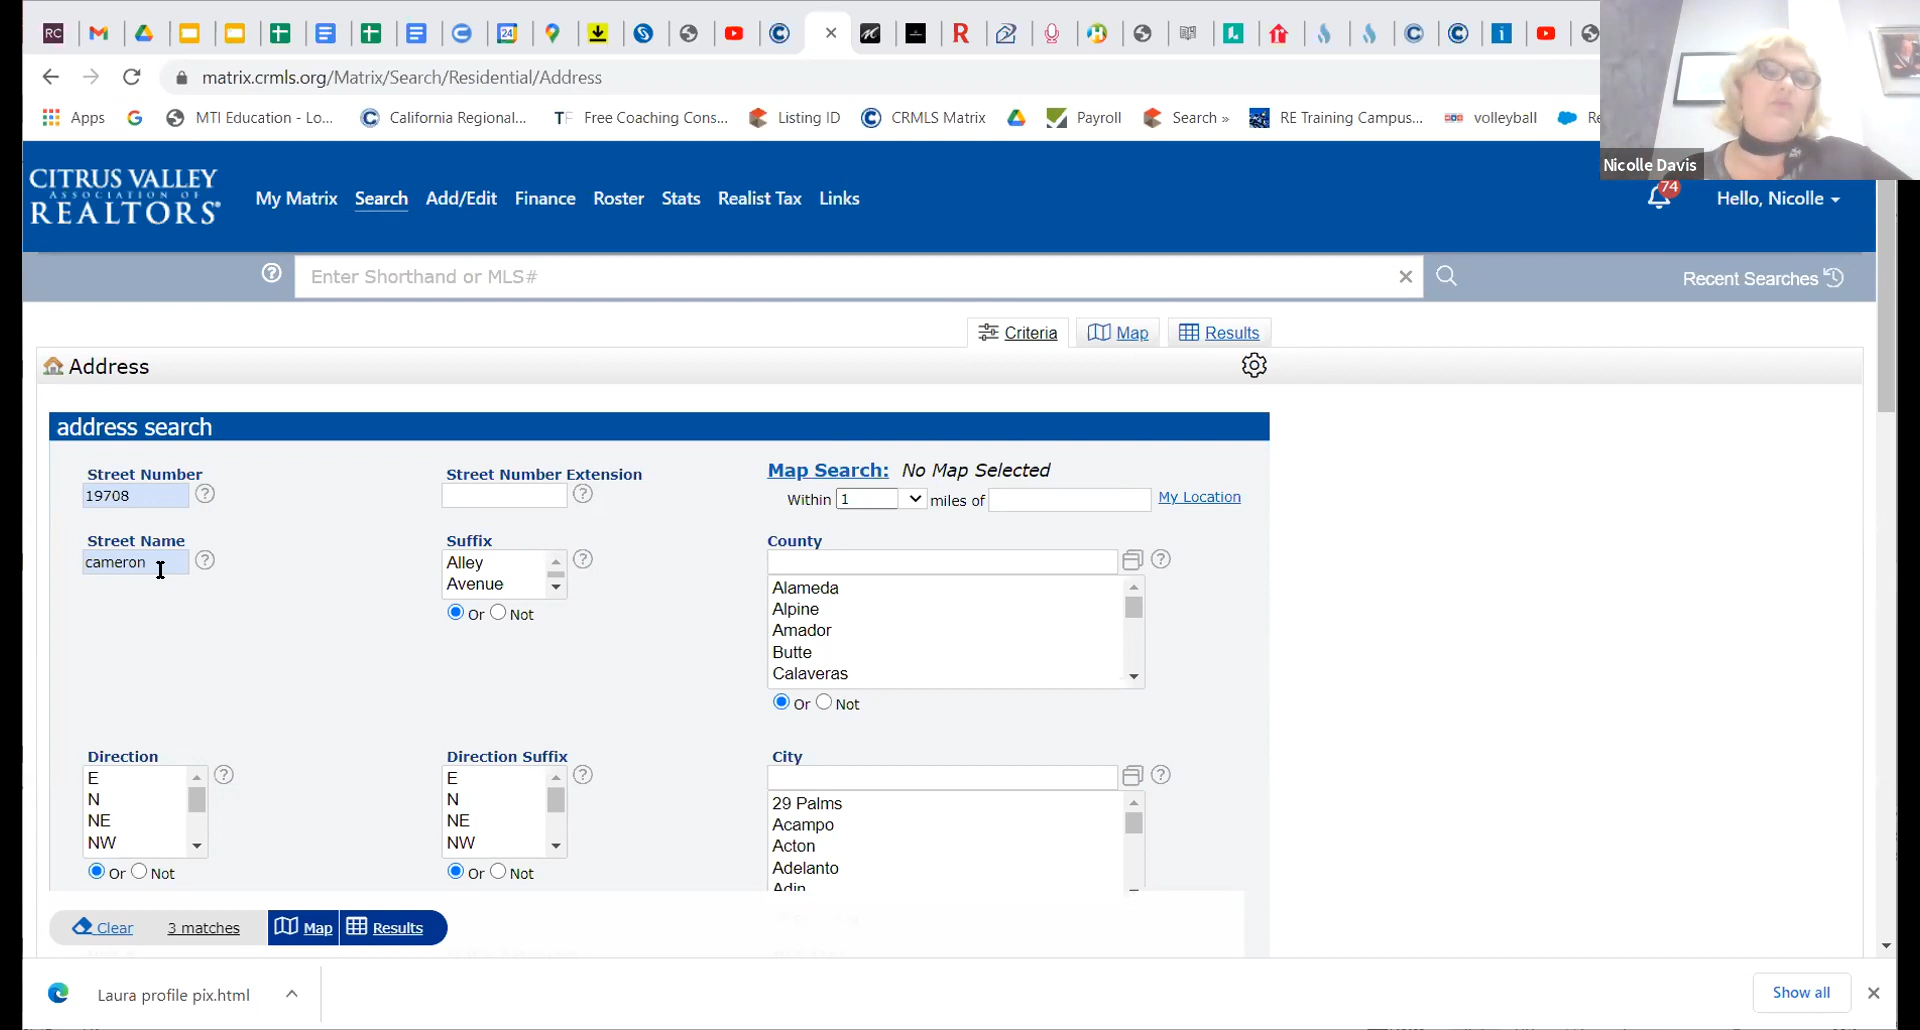 RC
24
R
matrix.crmls.org/Matrix/Search/Residential/Address
Apps
MTI Education - Lo...
California Regional...
TF Free Coaching Cons...
Listing ID
CRMLS Matrix
Payroll
Search »
RE Training Campus...
volleyball
Nicolle Davis
CITRUS VALLEY
ASSOCIATION OF
REALTORS®
My Matrix
Search
Add/Edit
Finance
Roster
Stats
Realist Tax
Links
74
Hello, Nicolle
Enter Shorthand or MLS#
Recent Searches
Criteria
Map
Results
Address
address search
Street Number
19708
Street Number Extension
Map Search: No Map Selected
Within 1 miles of
My Location
Street Name
cameron
Suffix
Alley
Avenue
Or Not
County
Alameda
Alpine
Amador
Butte
Calaveras
Or Not
Direction
E
N
NE
NW
Or Not
Direction Suffix
E
N
NE
NW
Or Not
City
29 Palms
Acampo
Acton
Adelanto
Adin
Clear
3 matches
Map
Results
Laura profile pix.html
Show all